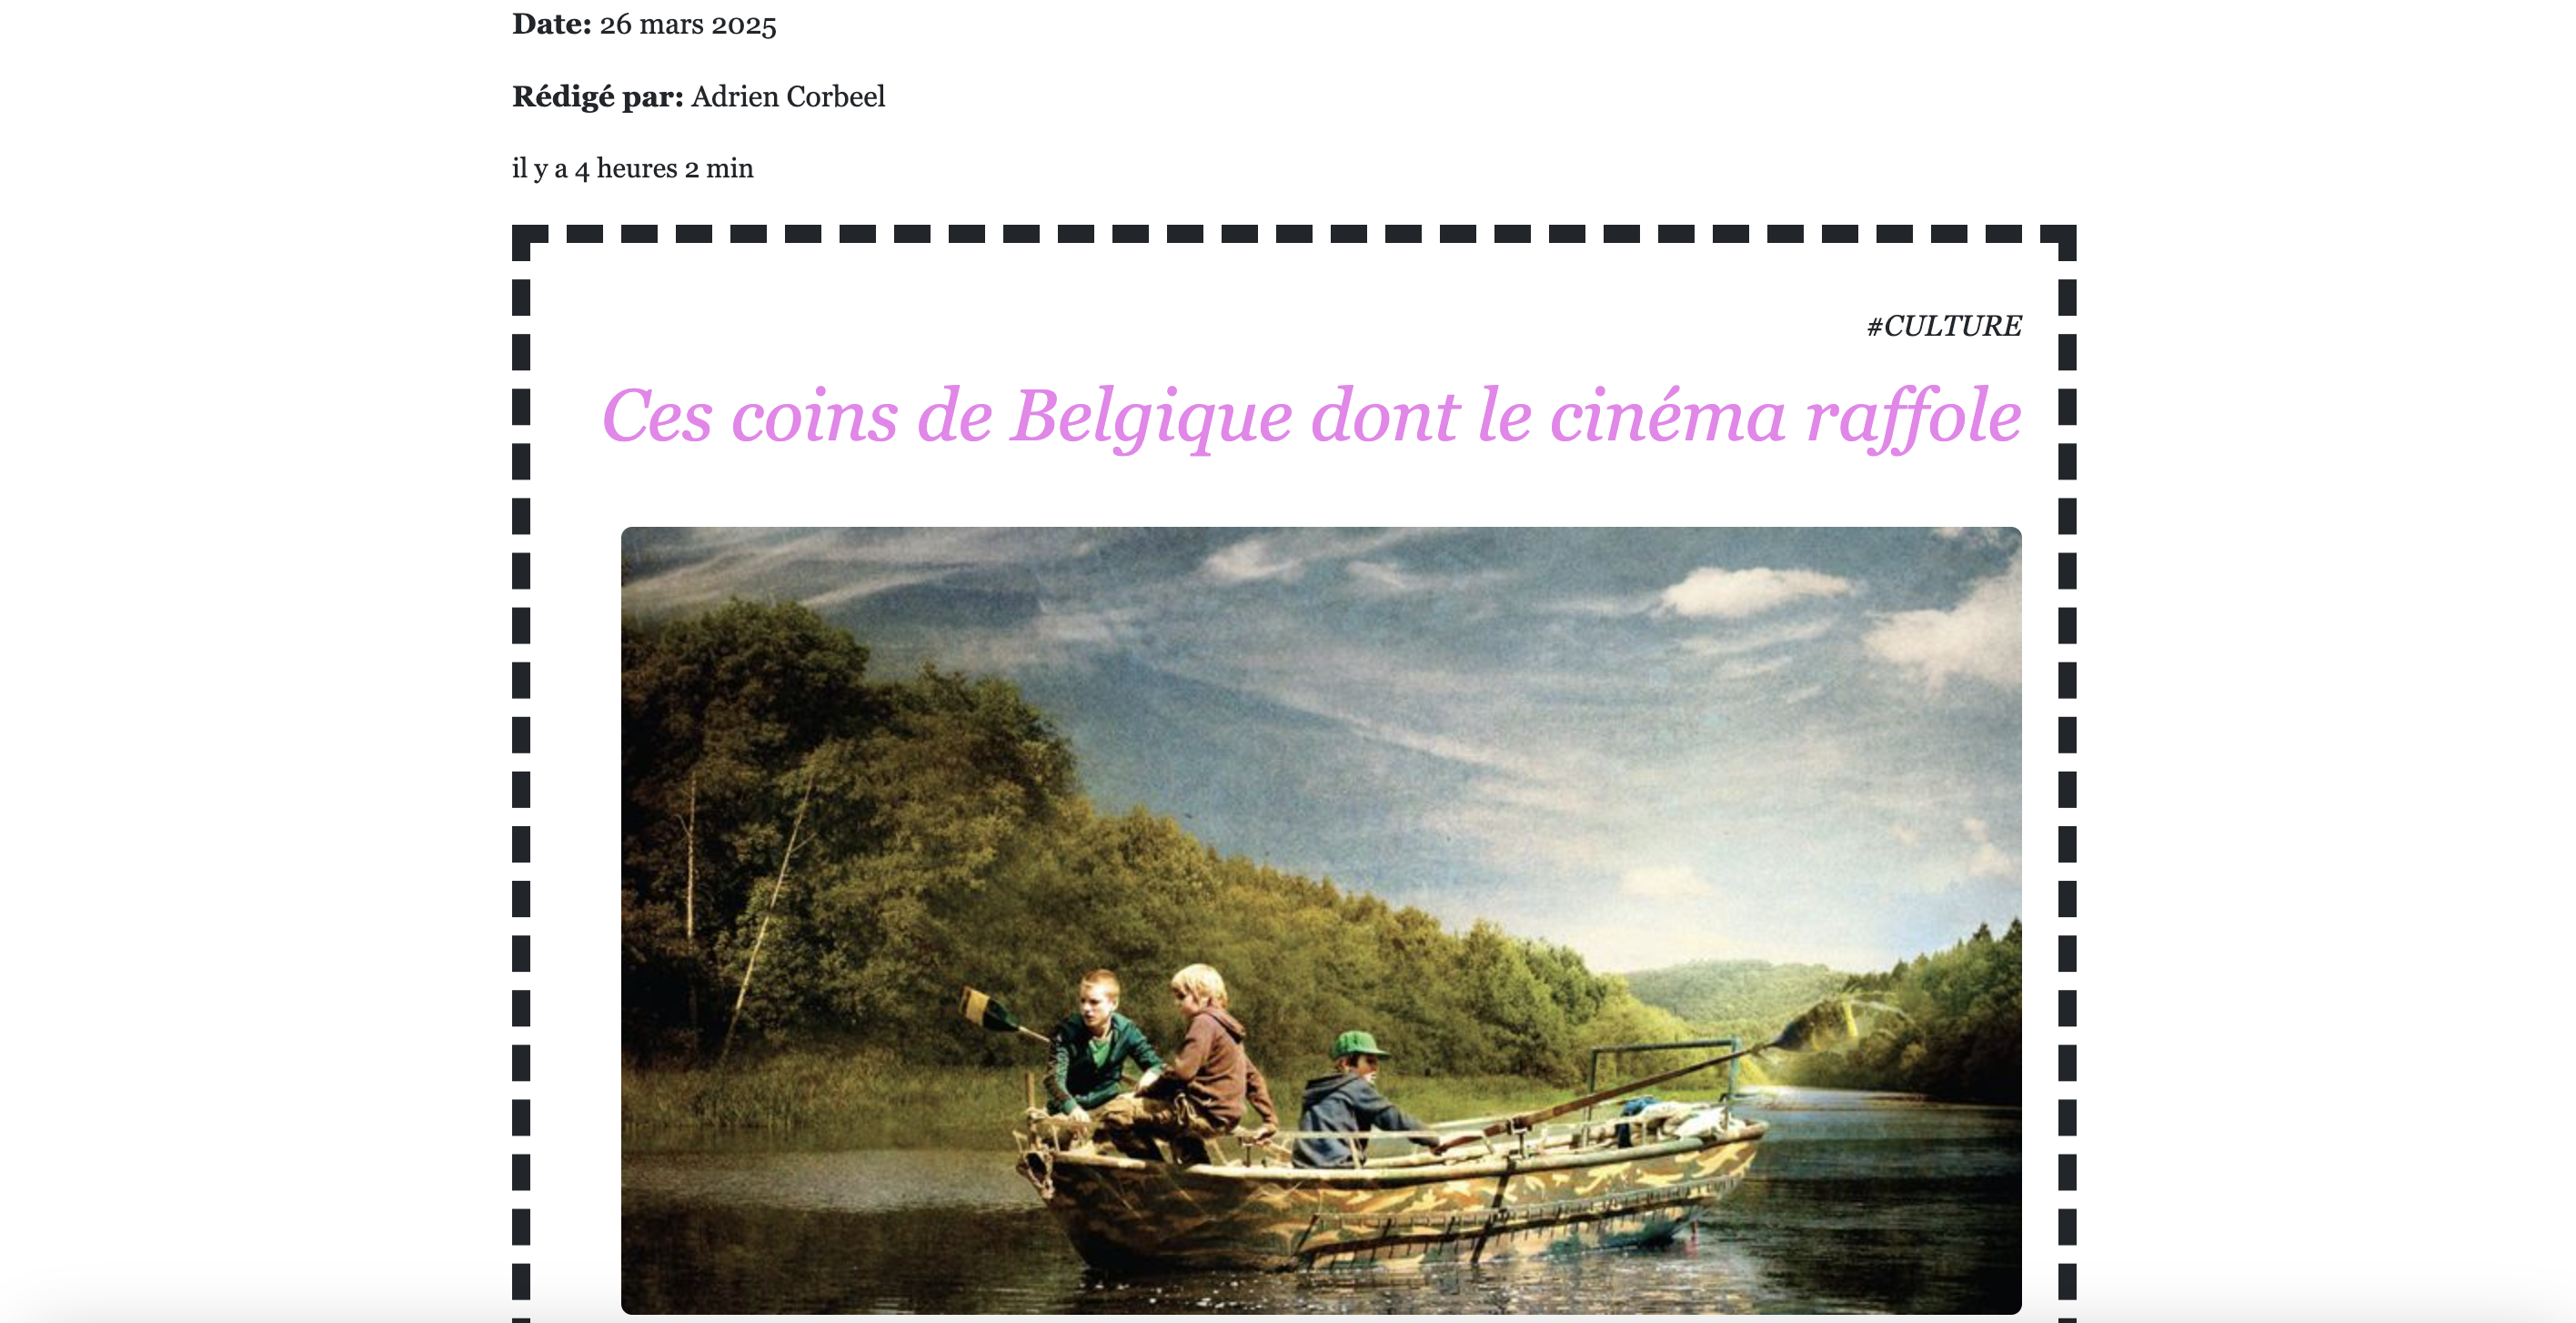 Date: 26 mars 2025
Rédigé par: Adrien Corbeel
il y a 4 heures 2 min
#CULTURE
Ces coins de Belgique dont le cinéma raffole